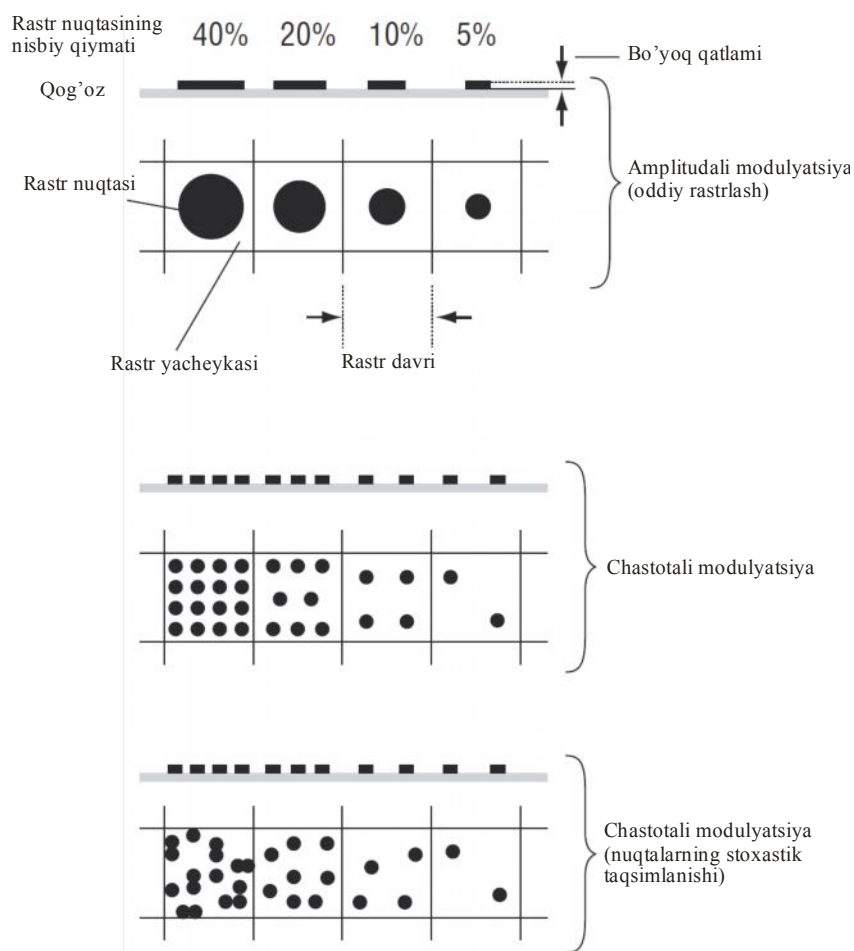 Rastr nuqtasining
nisbiy qiymati
40% 20% 10% 5%
Bo’yoq qatlami
Qog’oz
Rastr nuqtasi
Amplitudali modulyatsiya
(oddiy rastrlash)
Rastr yacheykasi
Rastr davri
Chastotali modulyatsiya
Chastotali modulyatsiya
(nuqtalarning stoxastik
taqsimlanishi)